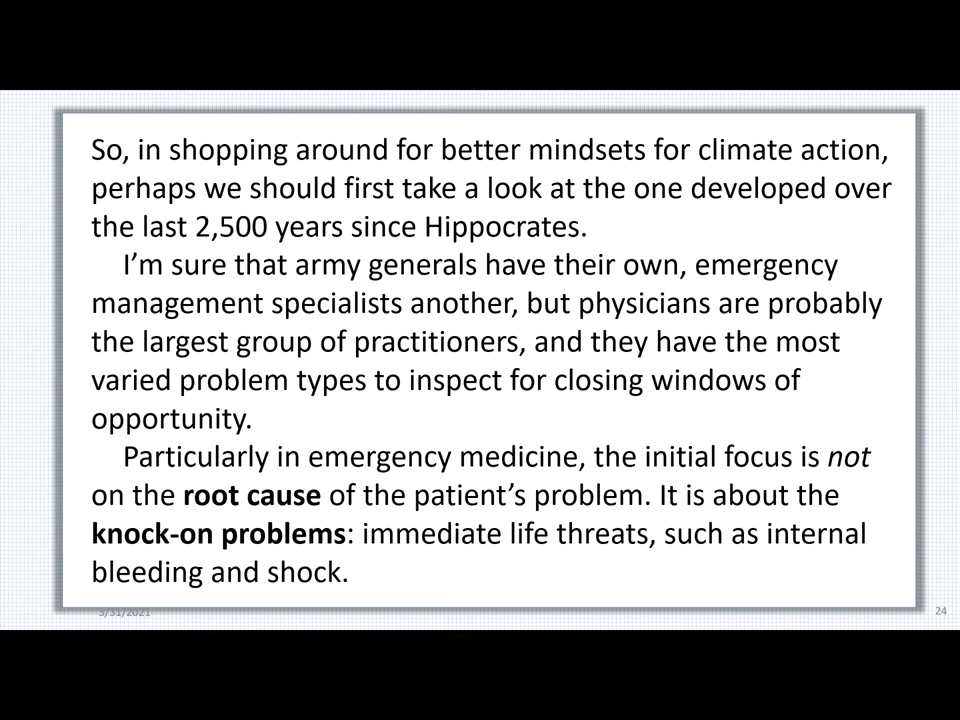 So, in shopping around for better mindsets for climate action,
perhaps we should first take a look at the one developed over
the last 2,500 years since Hippocrates.
I’m sure that army generals have their own, emergency
management specialists another, but physicians are probably
the largest group of practitioners, and they have the most
varied problem types to inspect for closing windows of
opportunity.
Particularly in emergency medicine, the initial focus is not
on the root cause of the patient’s problem. It is about the
knock-on problems: immediate life threats, such as internal
bleeding and shock.
3/31/2021
24